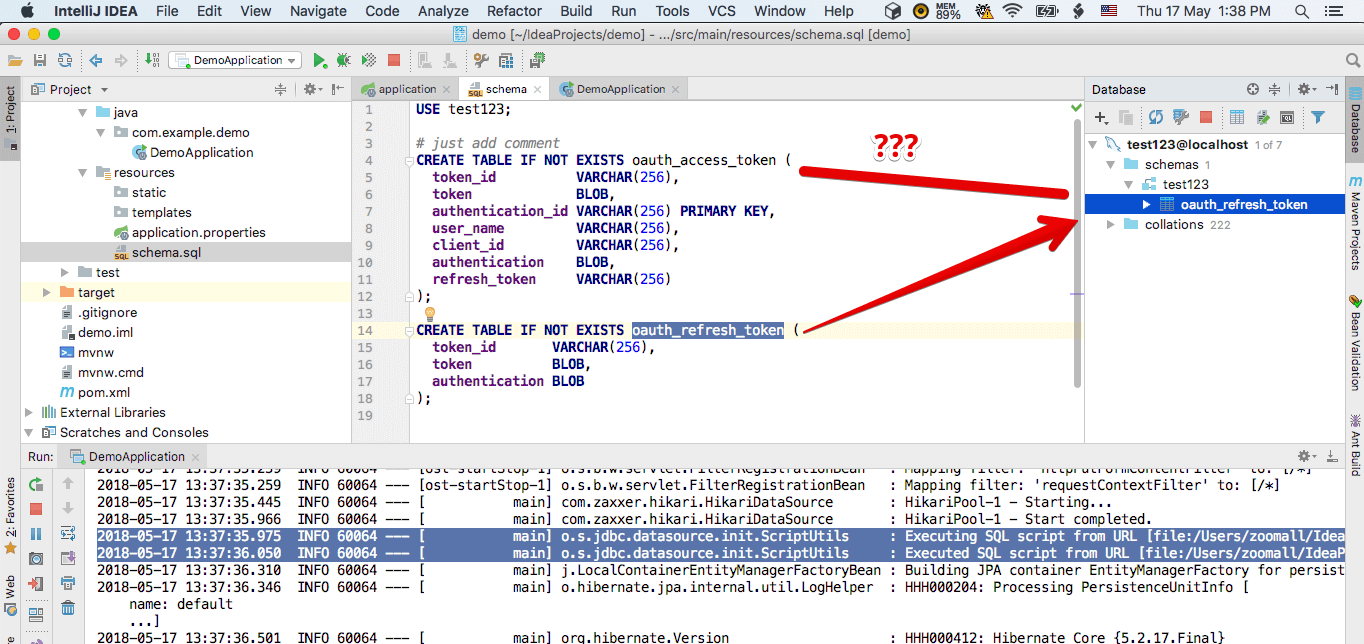 IntelliJ IDEA File Edit View Navigate Code Analyze Refactor Build Run Tools VCS Window Help MEM 89% Thu 17 May 1:38 PM
demo [~/IdeaProjects/demo] - .../src/main/resources/schema.sql [demo]
DemoApplication
Project
application
schema
DemoApplication
Database
1: Project
java
com.example.demo
DemoApplication
resources
static
templates
application.properties
schema.sql
test
target
.gitignore
demo.iml
mvnw
mvnw.cmd
pom.xml
External Libraries
Scratches and Consoles
1 USE test123;
2
3 # just add comment
4 CREATE TABLE IF NOT EXISTS oauth_access_token (
5 token_id VARCHAR(256),
6 token BLOB,
7 authentication_id VARCHAR(256) PRIMARY KEY,
8 user_name VARCHAR(256),
9 client_id VARCHAR(256),
10 authentication BLOB,
11 refresh_token VARCHAR(256)
12 );
13
14 CREATE TABLE IF NOT EXISTS oauth_refresh_token (
15 token_id VARCHAR(256),
16 token BLOB,
17 authentication BLOB
18 );
19
???
test123@localhost 1 of 7
schemas 1
test123
oauth_refresh_token
collations 222
Database
Maven Projects
Bean Validation
Ant Build
2: Favorites
Web
Run: DemoApplication
2018-05-17 13:37:35.259 INFO 60064 --- [ost-startStop-1] o.s.b.w.servlet.FilterRegistrationBean : Mapping filter: 'httpPutFormContentFilter' to: [/*]
2018-05-17 13:37:35.259 INFO 60064 --- [ost-startStop-1] o.s.b.w.servlet.FilterRegistrationBean : Mapping filter: 'requestContextFilter' to: [/*]
2018-05-17 13:37:35.445 INFO 60064 --- [ main] com.zaxxer.hikari.HikariDataSource : HikariPool-1 - Starting...
2018-05-17 13:37:35.966 INFO 60064 --- [ main] com.zaxxer.hikari.HikariDataSource : HikariPool-1 - Start completed.
2018-05-17 13:37:35.975 INFO 60064 --- [ main] o.s.jdbc.datasource.init.ScriptUtils : Executing SQL script from URL [file:/Users/zoomall/Idea
2018-05-17 13:37:36.050 INFO 60064 --- [ main] o.s.jdbc.datasource.init.ScriptUtils : Executed SQL script from URL [file:/Users/zoomall/IdeaP
2018-05-17 13:37:36.310 INFO 60064 --- [ main] j.LocalContainerEntityManagerFactoryBean : Building JPA container EntityManagerFactory for persist
2018-05-17 13:37:36.346 INFO 60064 --- [ main] o.hibernate.jpa.internal.util.LogHelper : HHH000204: Processing PersistenceUnitInfo [
name: default
...]
2018-05-17 13:37:36.501 INFO 60064 --- [ main] org.hibernate.Version : HHH000412: Hibernate Core {5.2.17.Final}